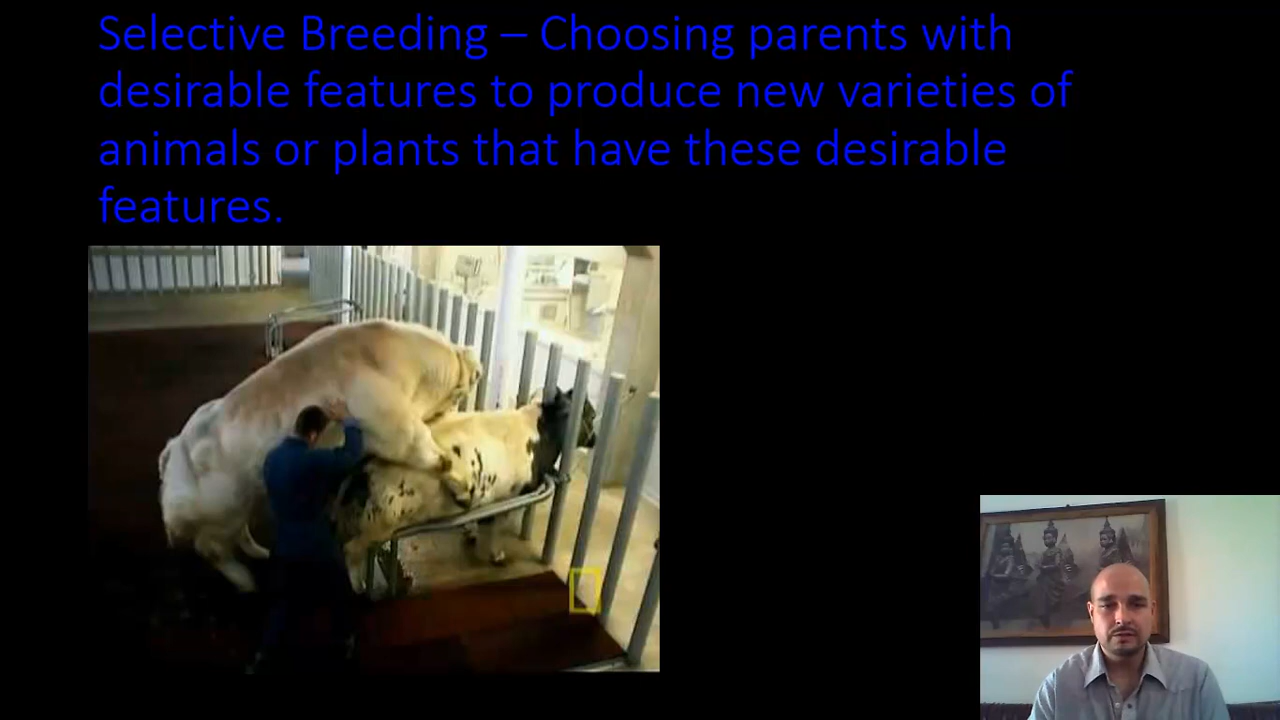 Selective Breeding – Choosing parents with
desirable features to produce new varieties of
animals or plants that have these desirable
features.